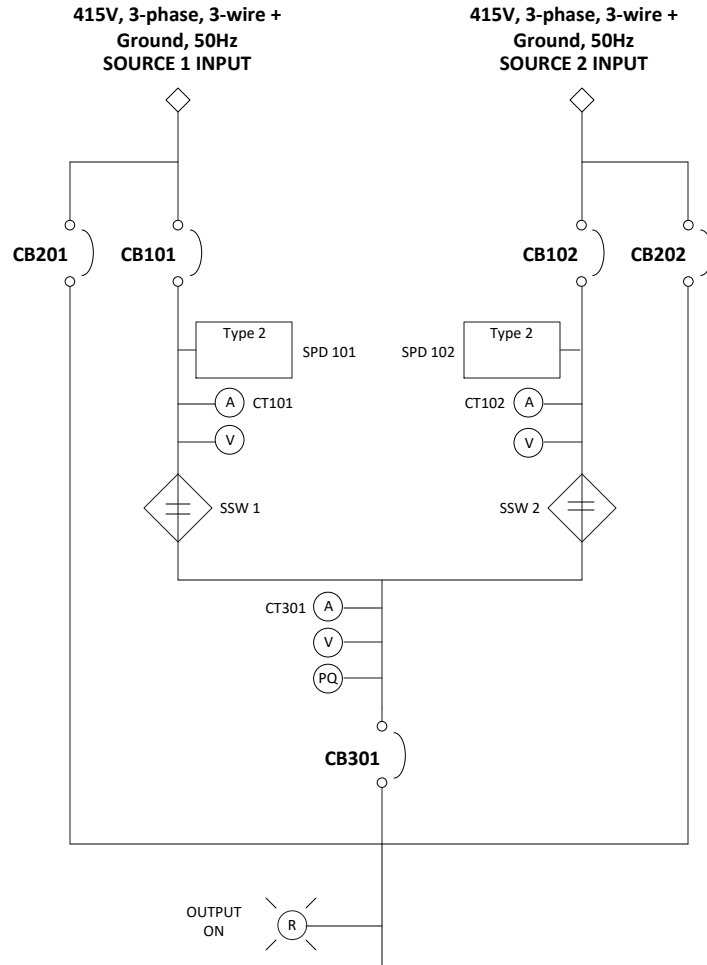 415V, 3-phase, 3-wire +
Ground, 50Hz
SOURCE 1 INPUT
415V, 3-phase, 3-wire +
Ground, 50Hz
SOURCE 2 INPUT
CB201
CB101
CB102
CB202
Type 2
SPD 101
SPD 102
Type 2
A
CT101
CT102
A
V
V
SSW 1
SSW 2
CT301
A
V
PQ
CB301
OUTPUT
ON
R